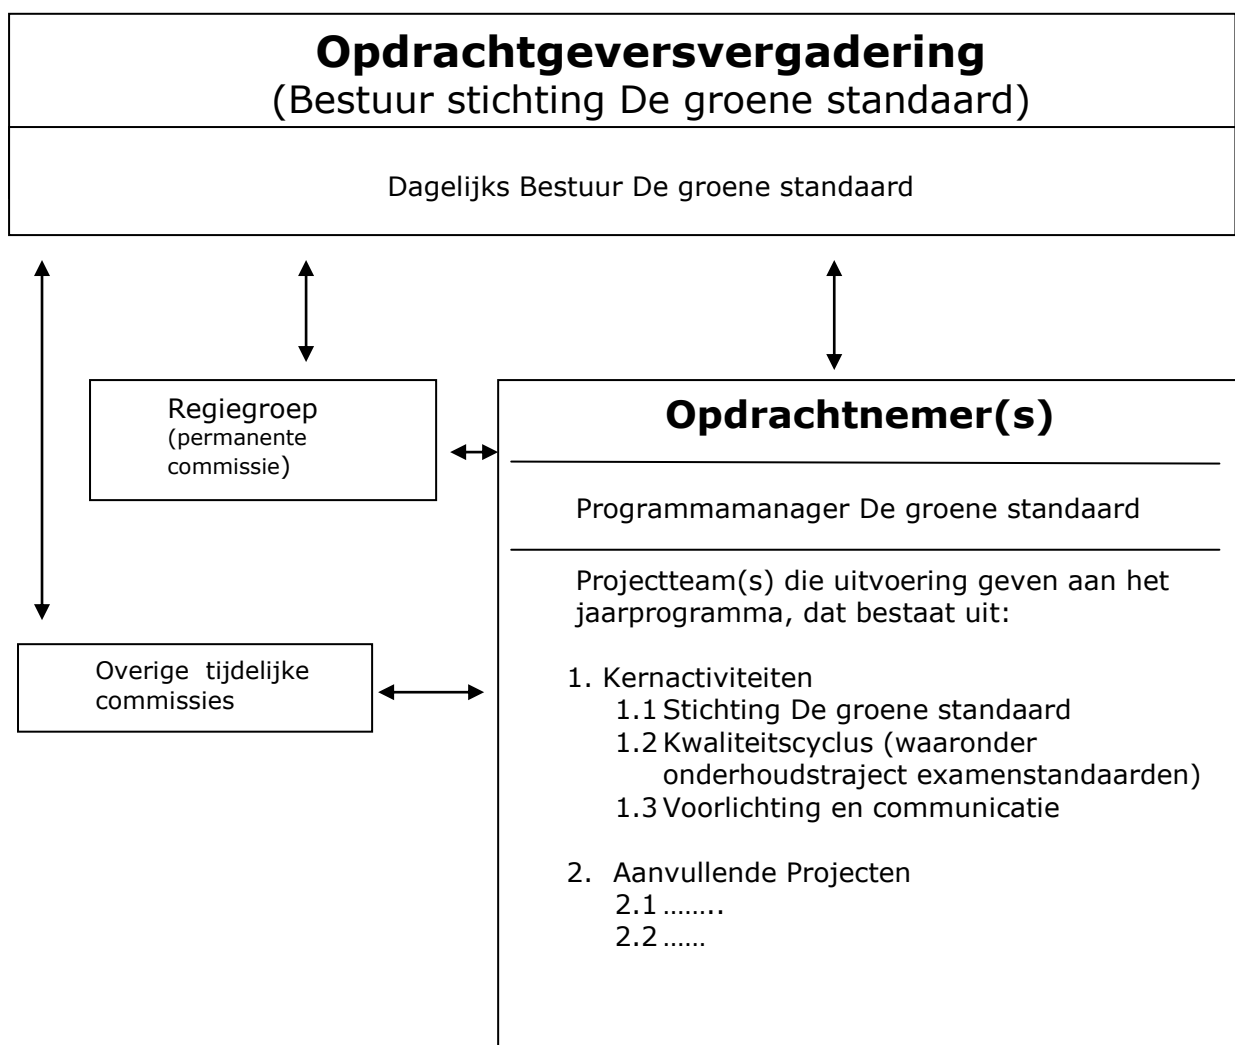 Opdrachtgeversvergadering
(Bestuur stichting De groene standaard)
Dagelijks Bestuur De groene standaard
Regiegroep
(permanente
commissie)
Opdrachtnemer(s)
Programmamanager De groene standaard
Projectteam(s) die uitvoering geven aan het
jaarprogramma, dat bestaat uit:
Overige tijdelijke
commissies
1. Kernactiviteiten
1.1 Stichting De groene standaard
1.2 Kwaliteitscyclus (waaronder
onderhoudstraject examenstandaarden)
1.3 Voorlichting en communicatie
2. Aanvullende Projecten
2.1 ……..
2.2 ……